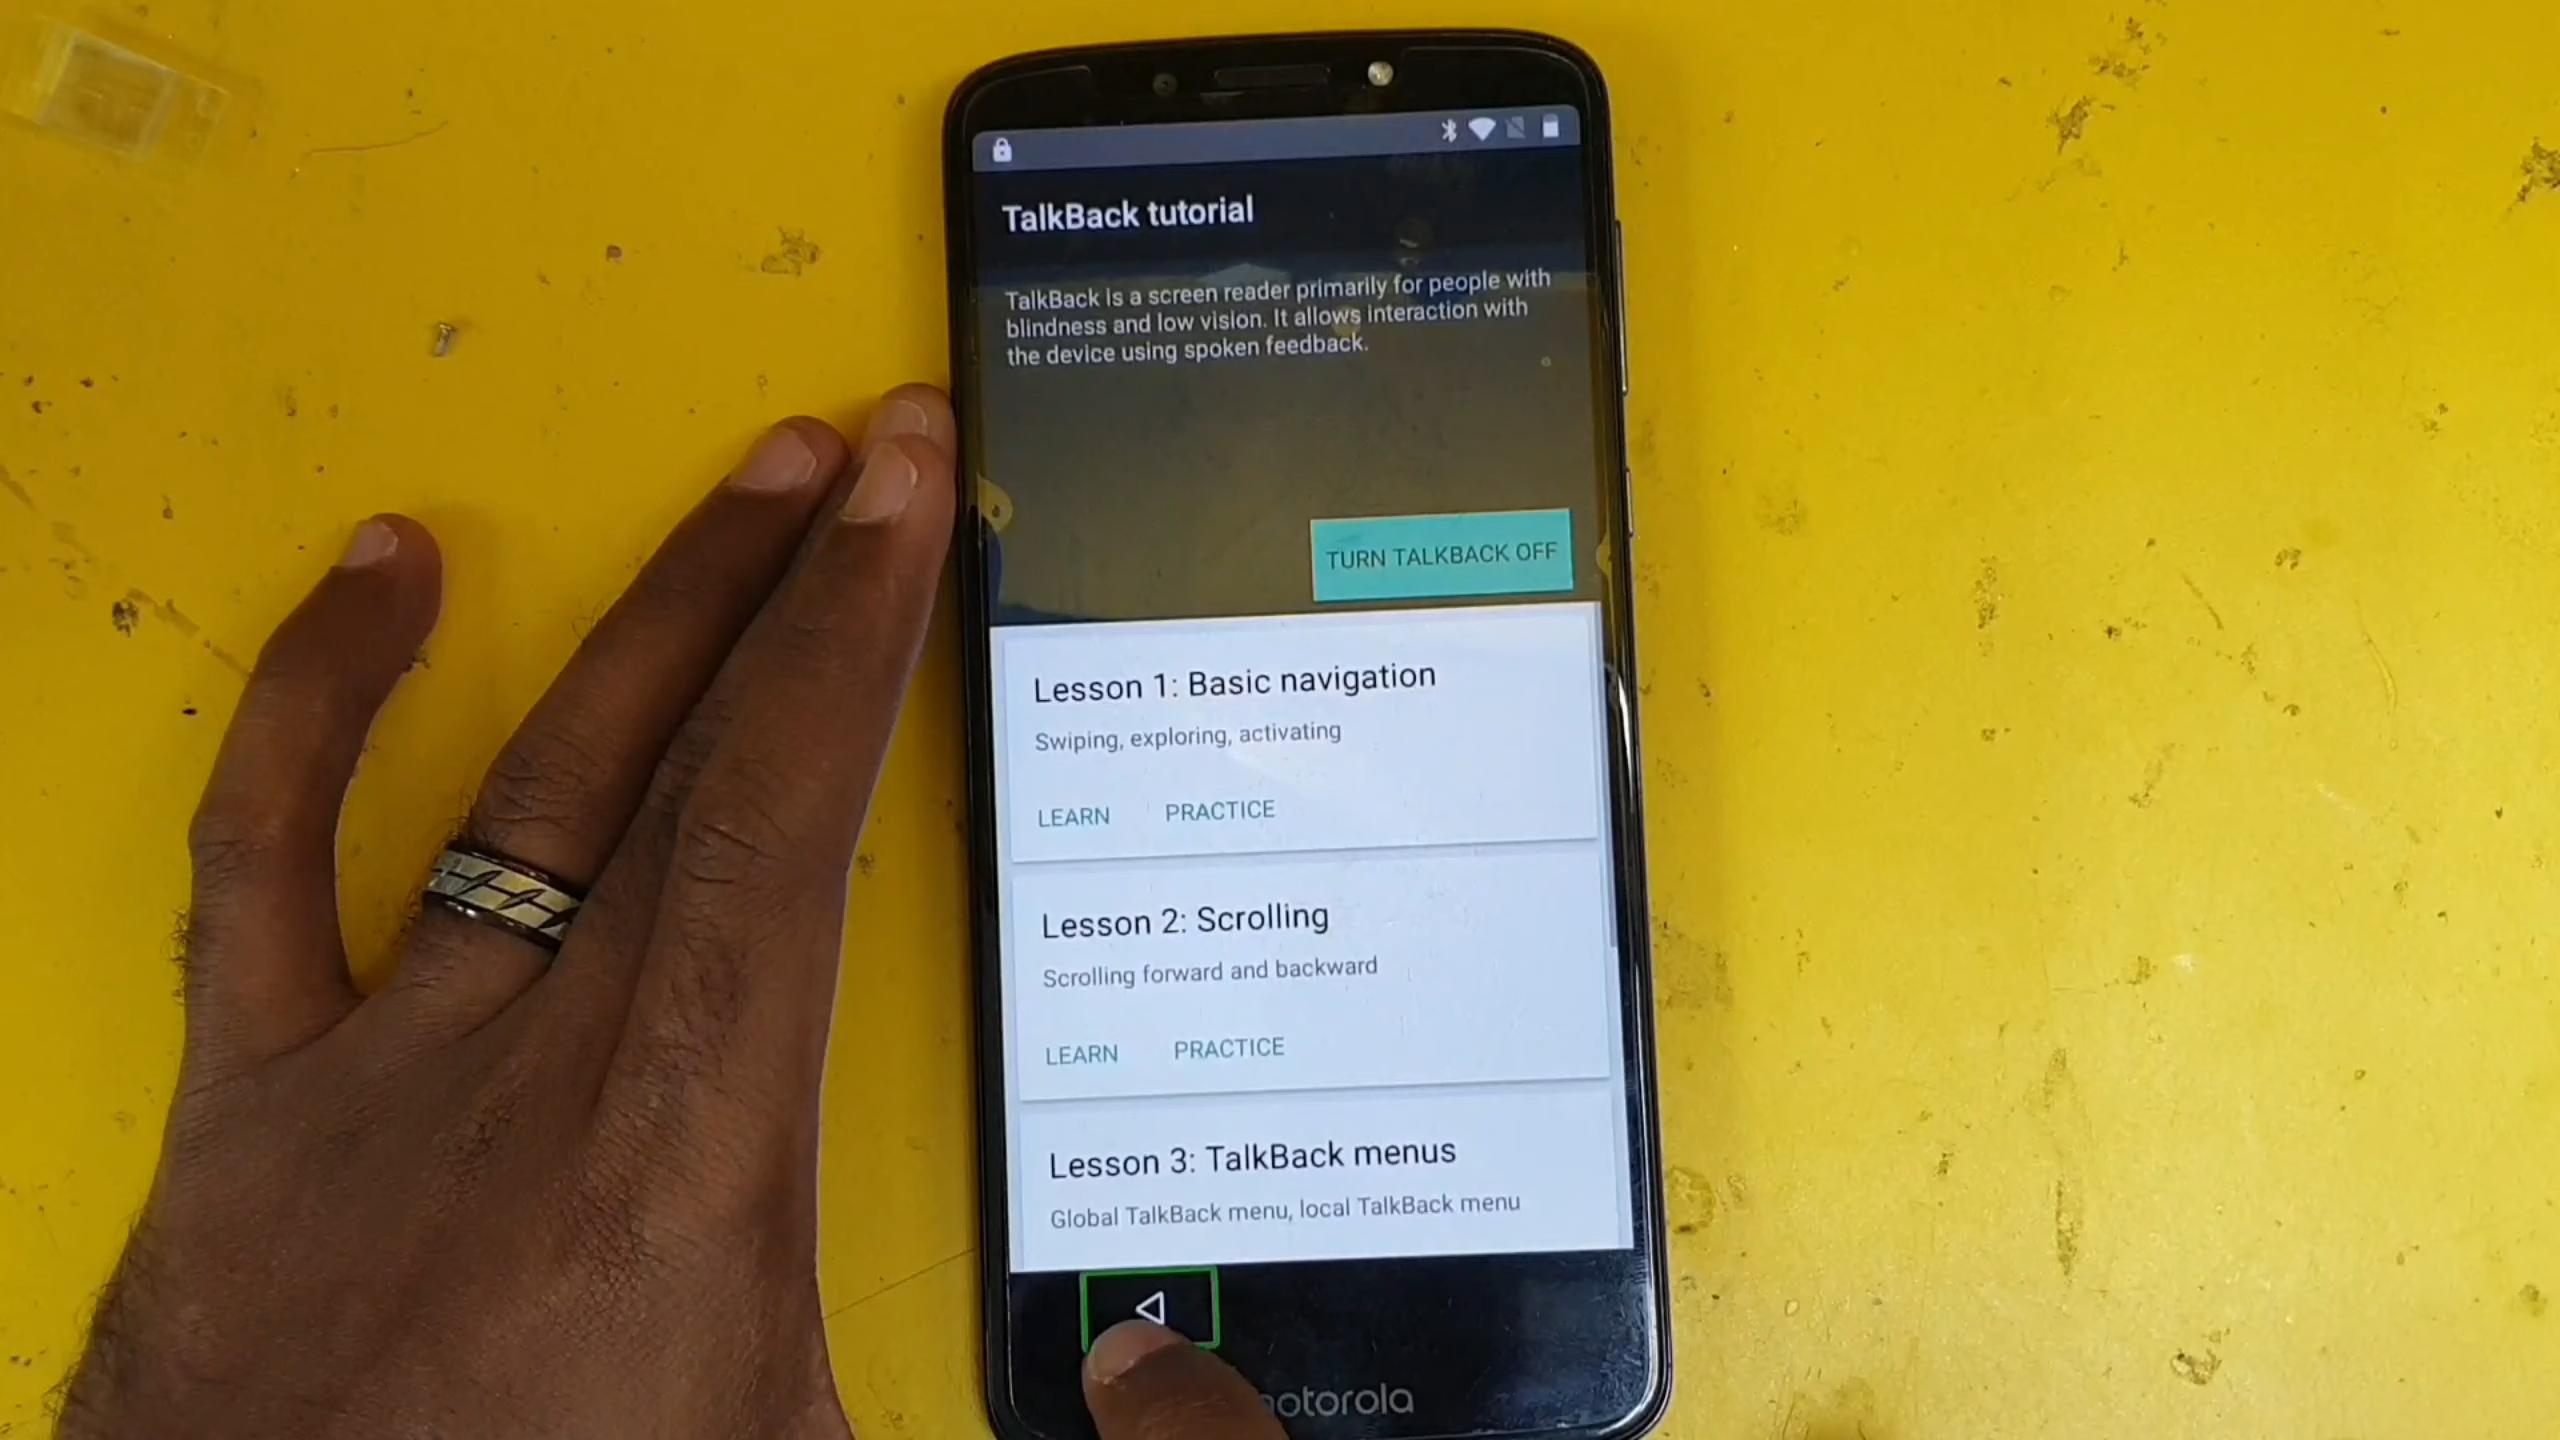 TalkBack tutorial
TalkBack is a screen reader primarily for people with
blindness and low vision. It allows interaction with
the device using spoken feedback.
TURN TALKBACK OFF
Lesson 1: Basic navigation
Swiping, exploring, activating
LEARN PRACTICE
Lesson 2: Scrolling
Scrolling forward and backward
LEARN PRACTICE
Lesson 3: TalkBack menus
Global TalkBack menu, local TalkBack menu
motorola